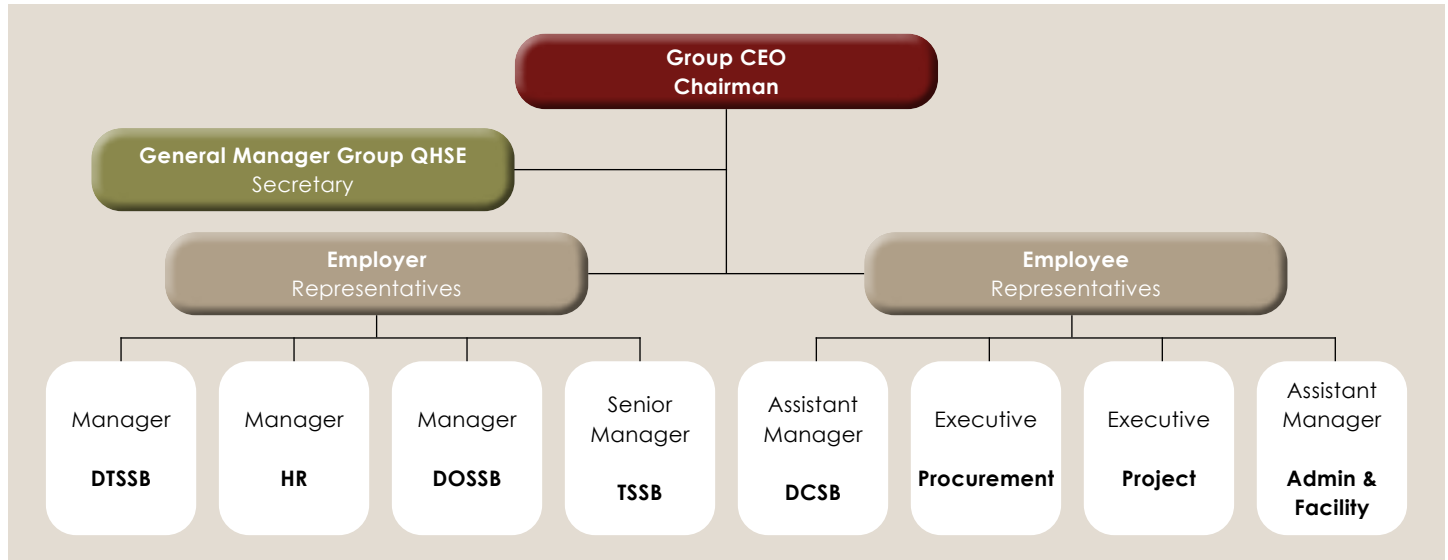 Group CEO
Chairman
General Manager Group QHSE
Secretary
Employer
Representatives
Employee
Representatives
Manager
DTSSB
Manager
HR
Manager
DOSSB
Senior
Manager
TSSB
Assistant
Manager
DCSB
Executive
Procurement
Executive
Project
Assistant
Manager
Admin &
Facility